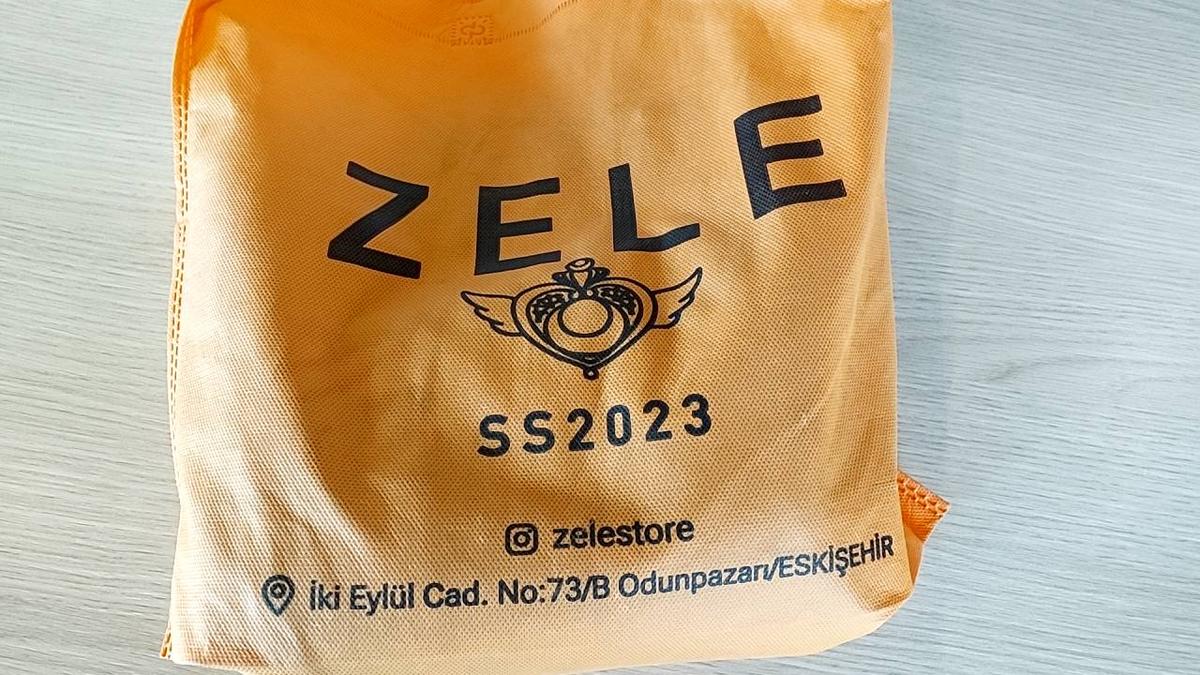 ZELE
SS2023
zelestore
İki Eylül Cad. No:73/B Odunpazarı/ESKİŞEHİR